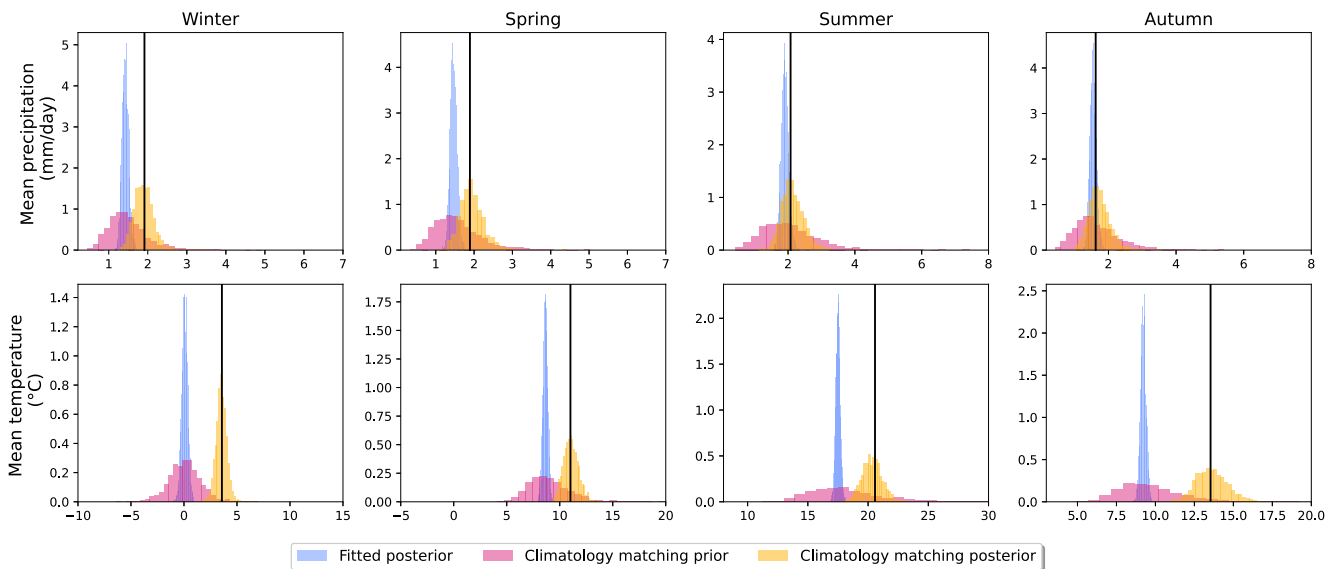 Winter
Spring
Summer
Autumn
Mean precipitation
(mm/day)
5
4
3
2
1
0
1 2 3 4 5 6 7
4
3
2
1
0
1 2 3 4 5 6 7
4
3
2
1
0
2 4 6 8
4
3
2
1
0
2 4 6 8
Mean temperature
(°C)
1.4
1.2
1.0
0.8
0.6
0.4
0.2
0.0
−10 −5 0 5 10 15
1.75
1.50
1.25
1.00
0.75
0.50
0.25
0.00
−5 0 5 10 15 20
2.0
1.5
1.0
0.5
0.0
10 15 20 25 30
2.5
2.0
1.5
1.0
0.5
0.0
5.0 7.5 10.0 12.5 15.0 17.5 20.0
Fitted posterior Climatology matching prior Climatology matching posterior